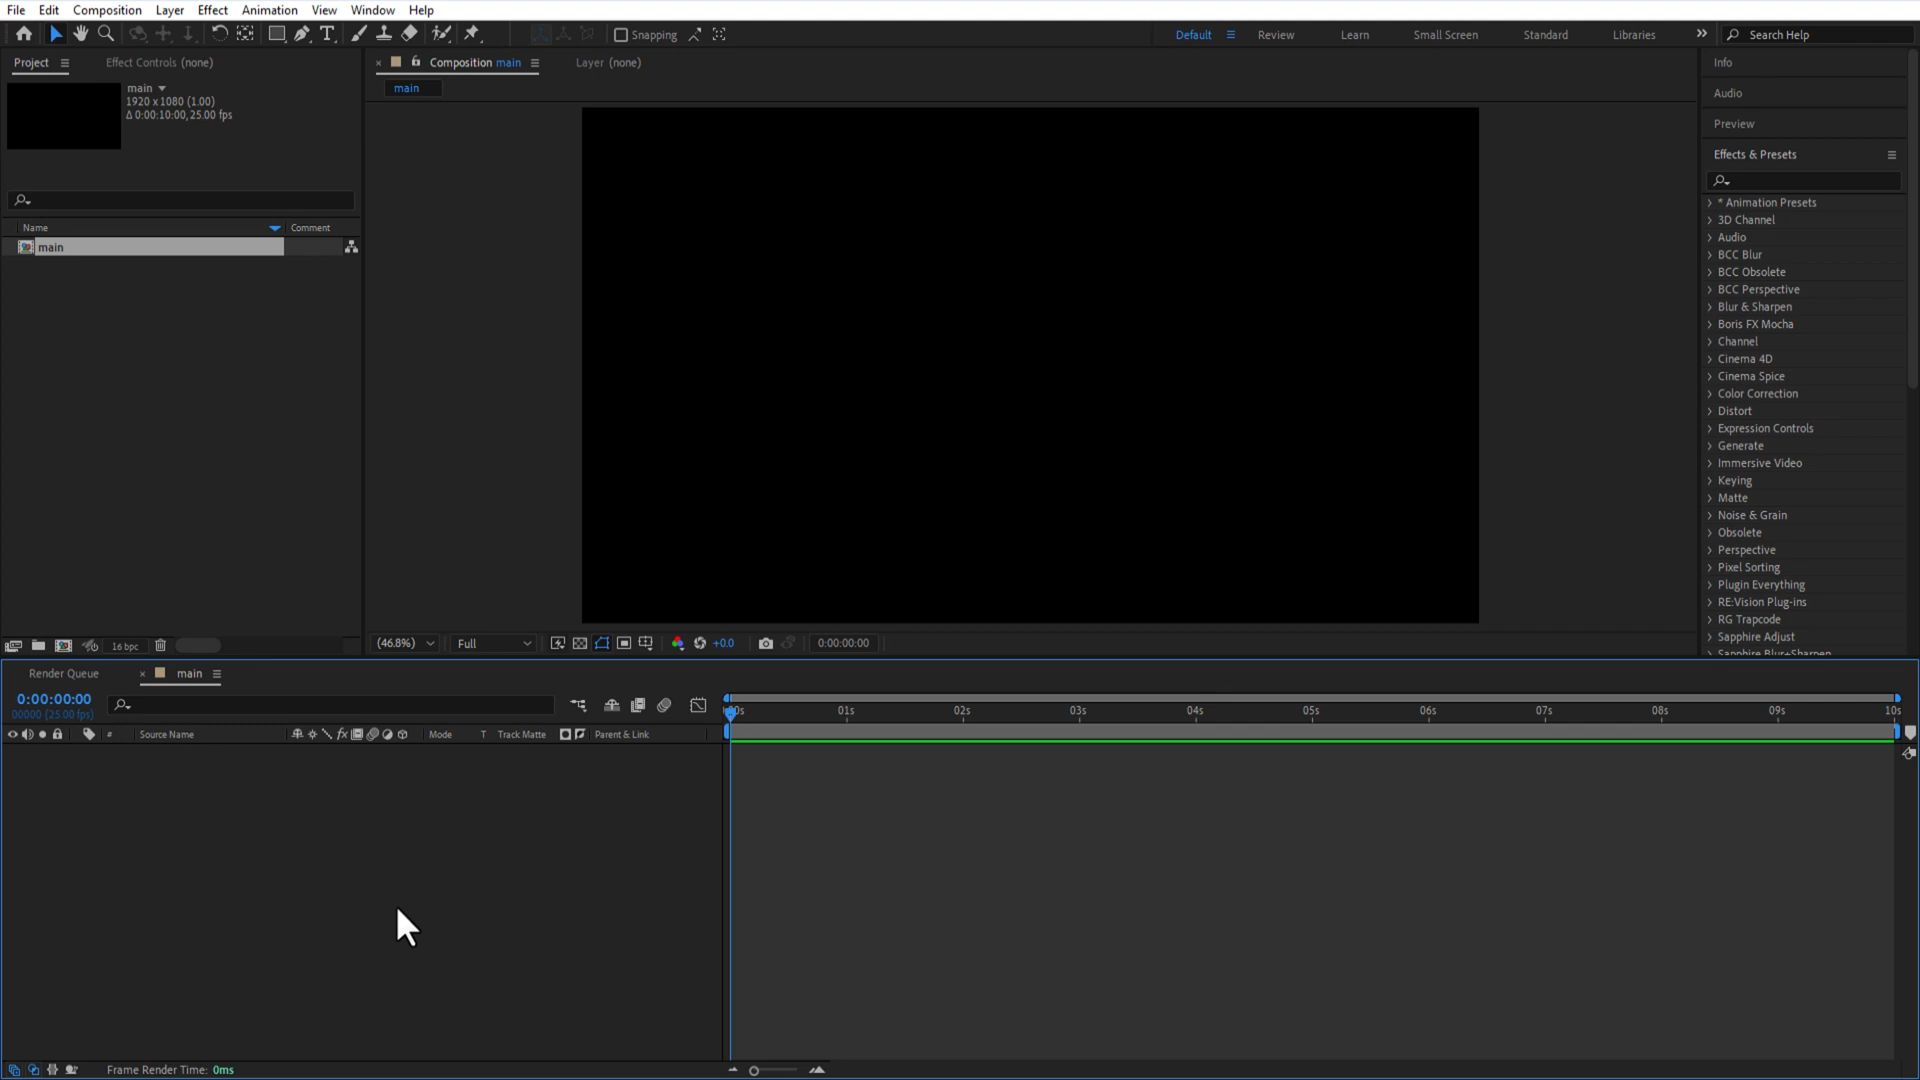 File Edit Composition Layer Effect Animation View Window Help
Snapping
Default Review Learn Small Screen Standard Libraries Search Help
Project Effect Controls (none)
main
1920 x 1080 (1.00)
Δ 0:00:10:00, 25.00 fps
Name Comment
main
16 bpc
Composition main Layer (none)
main
(46.8%) Full +0.0 0:00:00:00
Info
Audio
Preview
Effects & Presets
* Animation Presets
3D Channel
Audio
BCC Blur
BCC Obsolete
BCC Perspective
Blur & Sharpen
Boris FX Mocha
Channel
Cinema 4D
Cinema Spice
Color Correction
Distort
Expression Controls
Generate
Immersive Video
Keying
Matte
Noise & Grain
Obsolete
Perspective
Pixel Sorting
Plugin Everything
RE:Vision Plug-ins
RG Trapcode
Sapphire Adjust
Sapphire Blur+Sharpen
Render Queue main
0:00:00:00
00000 (25.00 fps)
# Source Name Mode T Track Matte Parent & Link
01s 02s 03s 04s 05s 06s 07s 08s 09s 10s
Frame Render Time: 0ms